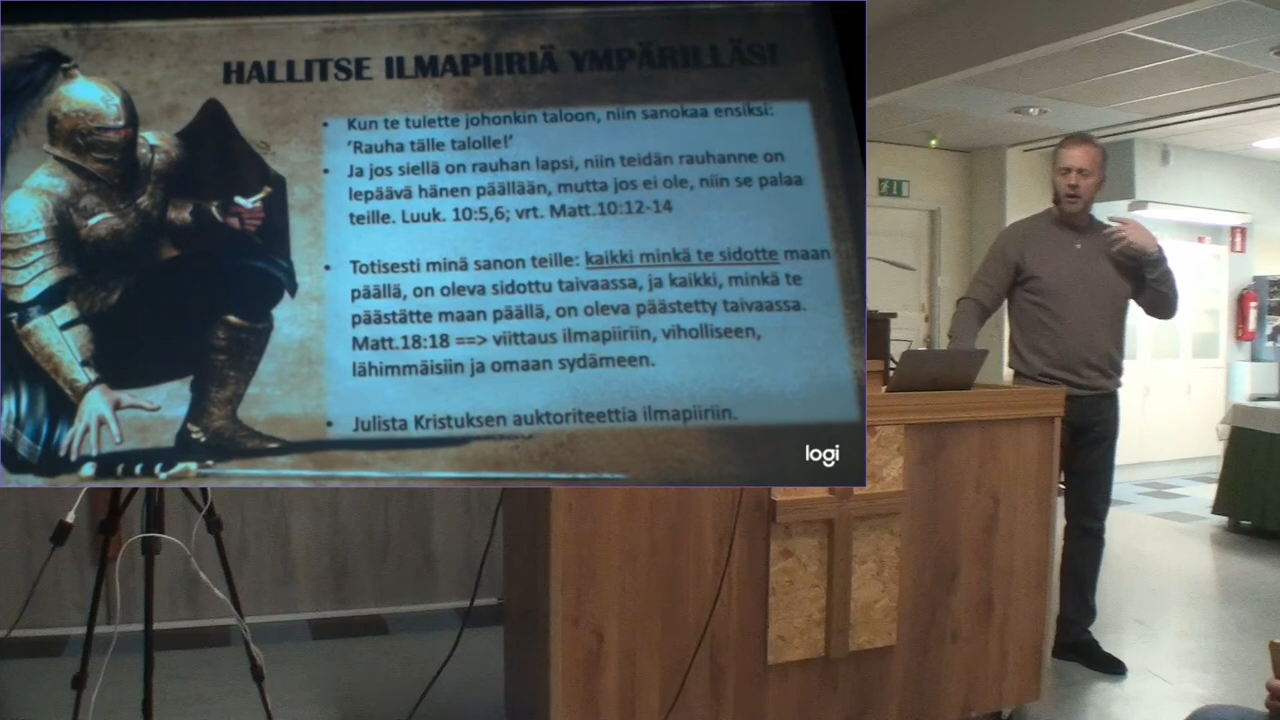 HALLITSE ILMAPIIRIÄ YMPÄRILLÄSI
• Kun te tulette johonkin taloon, niin sanokaa ensiksi:
'Rauha tälle talolle!'
• Ja jos siellä on rauhan lapsi, niin teidän rauhanne on
lepäävä hänen päällään, mutta jos ei ole, niin se palaa
teille. Luuk. 10:5,6; vrt. Matt.10:12-14
• Totisesti minä sanon teille: kaikki minkä te sidotte maan
päällä, on oleva sidottu taivaassa, ja kaikki, minkä te
päästätte maan päällä, on oleva päästetty taivaassa.
Matt.18:18 ==> viittaus ilmapiiriin, viholliseen,
lähimmäisiin ja omaan sydämeen.
• Julista Kristuksen auktoriteettia ilmapiiriin.
logi